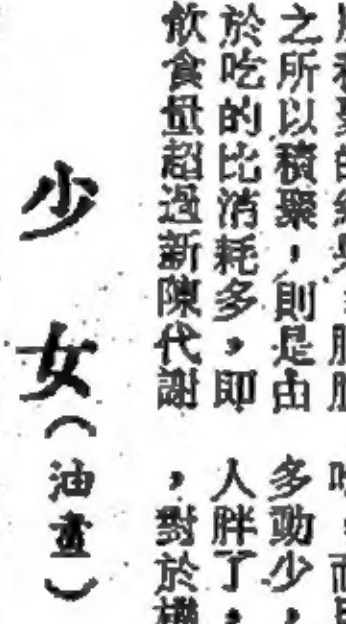 之所以積聚，則是由
於吃的比消耗多，即
飲食量超過新陳代謝
多動少，
人胖了，
，對於
少女（油畫）